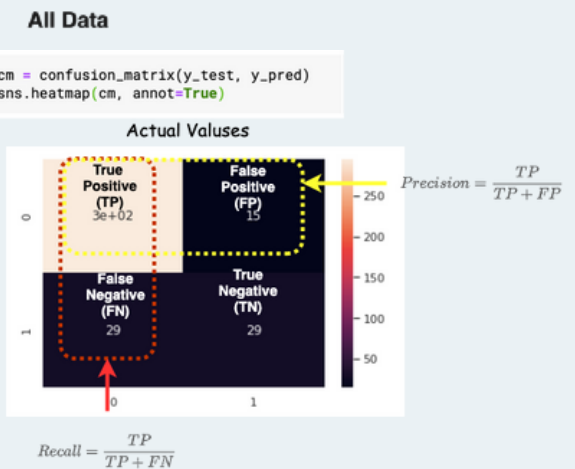 All Data
cm = confusion_matrix(y_test, y_pred)
sns.heatmap(cm, annot=True)
Actual Valuses
True
Positive
(TP)
3e+02
False
Positive
(FP)
15
Precision = TP / TP + FP
0
250
200
150
100
50
False
Negative
(FN)
29
True
Negative
(TN)
29
1
0
1
Recall = TP / TP + FN